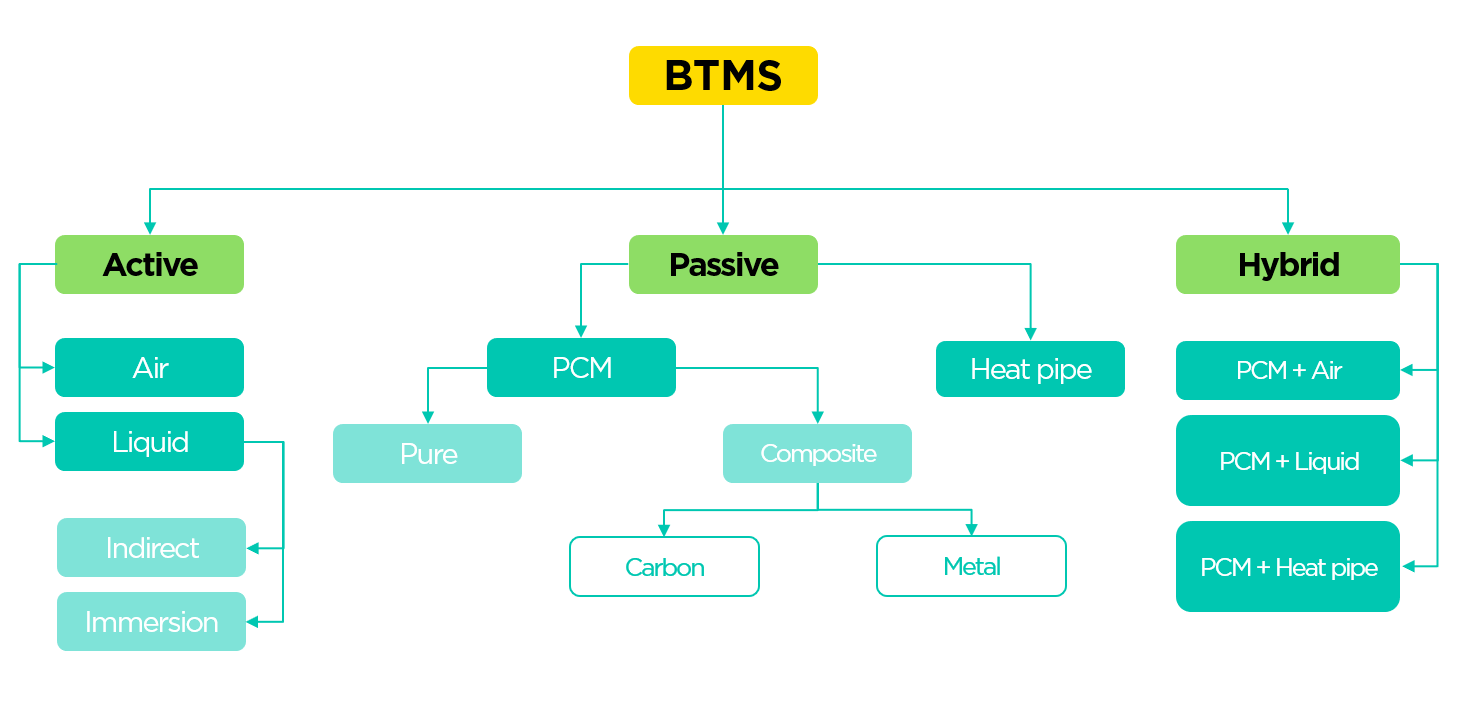 BTMS
Active
Passive
Hybrid
Air
PCM
Heat pipe
PCM + Air
Liquid
Pure
Composite
PCM + Liquid
Indirect
Carbon
Metal
PCM + Heat pipe
Immersion